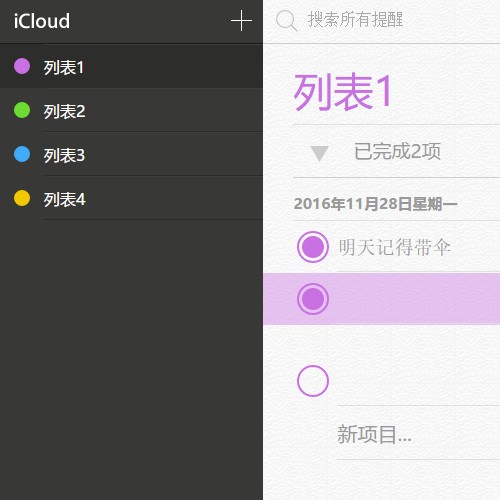 iCloud
列表1
列表2
列表3
列表4
搜索所有提醒
列表1
已完成2项
2016年11月28日星期一
明天记得带伞
新项目...